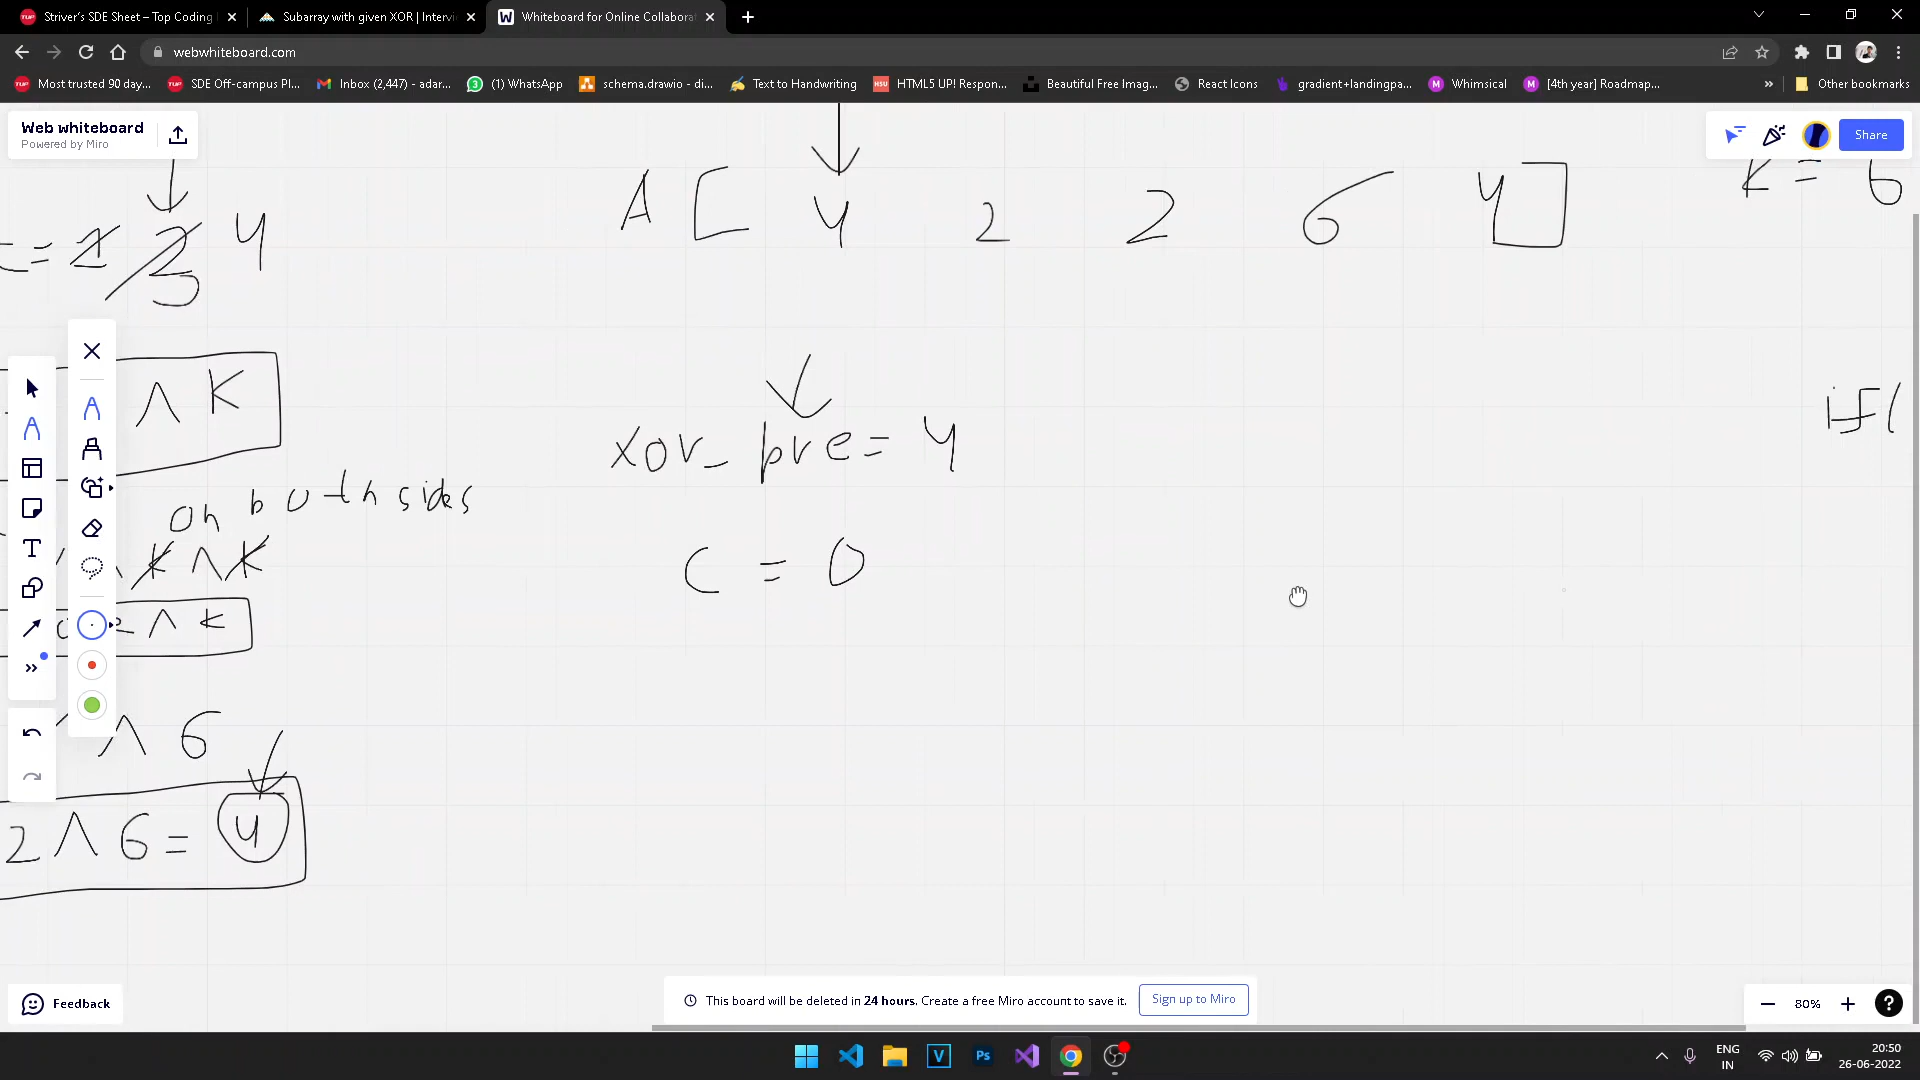 Striver's SDE Sheet – Top Coding
Subarray with given XOR | Intervi
Whiteboard for Online Collabora
webwhiteboard.com
Most trusted 90 day...
SDE Off-campus Pl...
Inbox (2,447) - adar...
(1) WhatsApp
schema.drawio - di...
Text to Handwriting
HTML5 UP! Respon...
Beautiful Free Imag...
React Icons
gradient+landingpa...
Whimsical
[4th year] Roadmap...
»
Other bookmarks
Web whiteboard
Powered by Miro
Share
A [ 4 2 2 6 4 ]
K = 6
= 1 2 4
3
^ K
xor_pre = 4
if(
on both sides
^ K ^ K
c = 0
^ K
^ 6
2 ^ 6 = 4
Feedback
This board will be deleted in 24 hours. Create a free Miro account to save it.
Sign up to Miro
80%
ENG
IN
20:50
26-06-2022